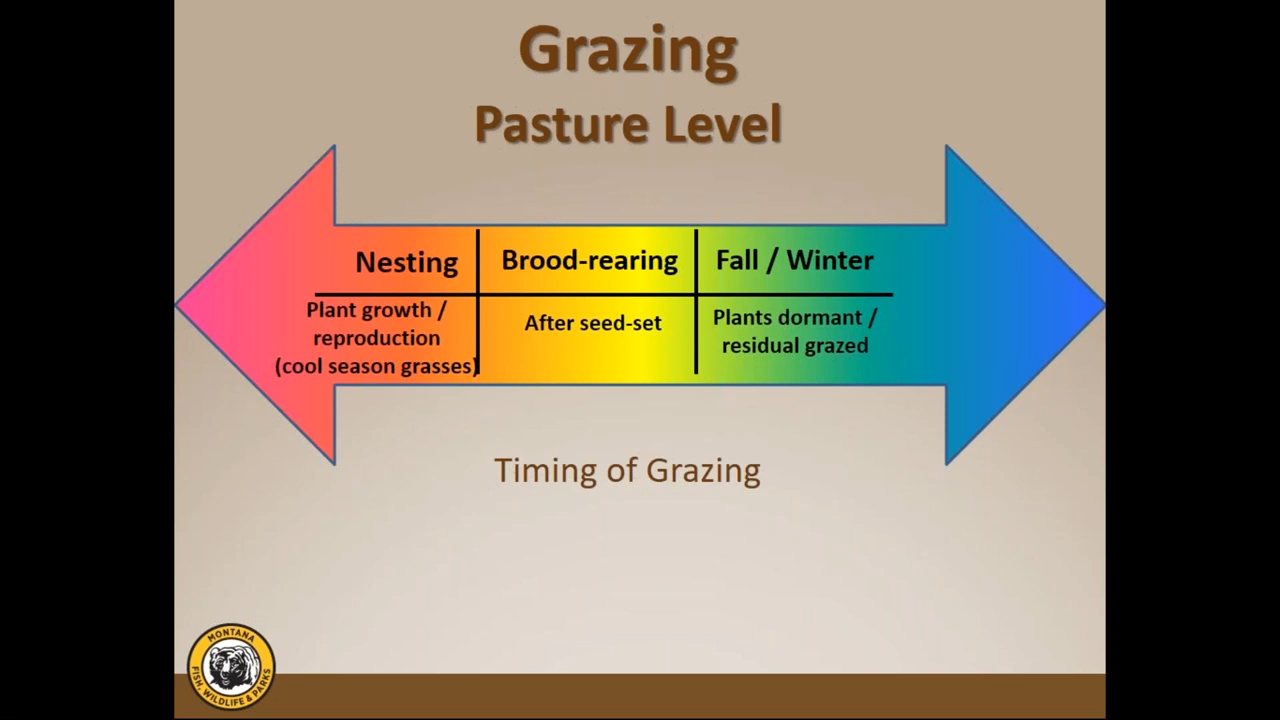 Grazing
Pasture Level
Nesting
Brood-rearing
Fall / Winter
Plant growth /
reproduction
(cool season grasses)
After seed-set
Plants dormant /
residual grazed
Timing of Grazing
MONTANA
FISH, WILDLIFE & PARKS